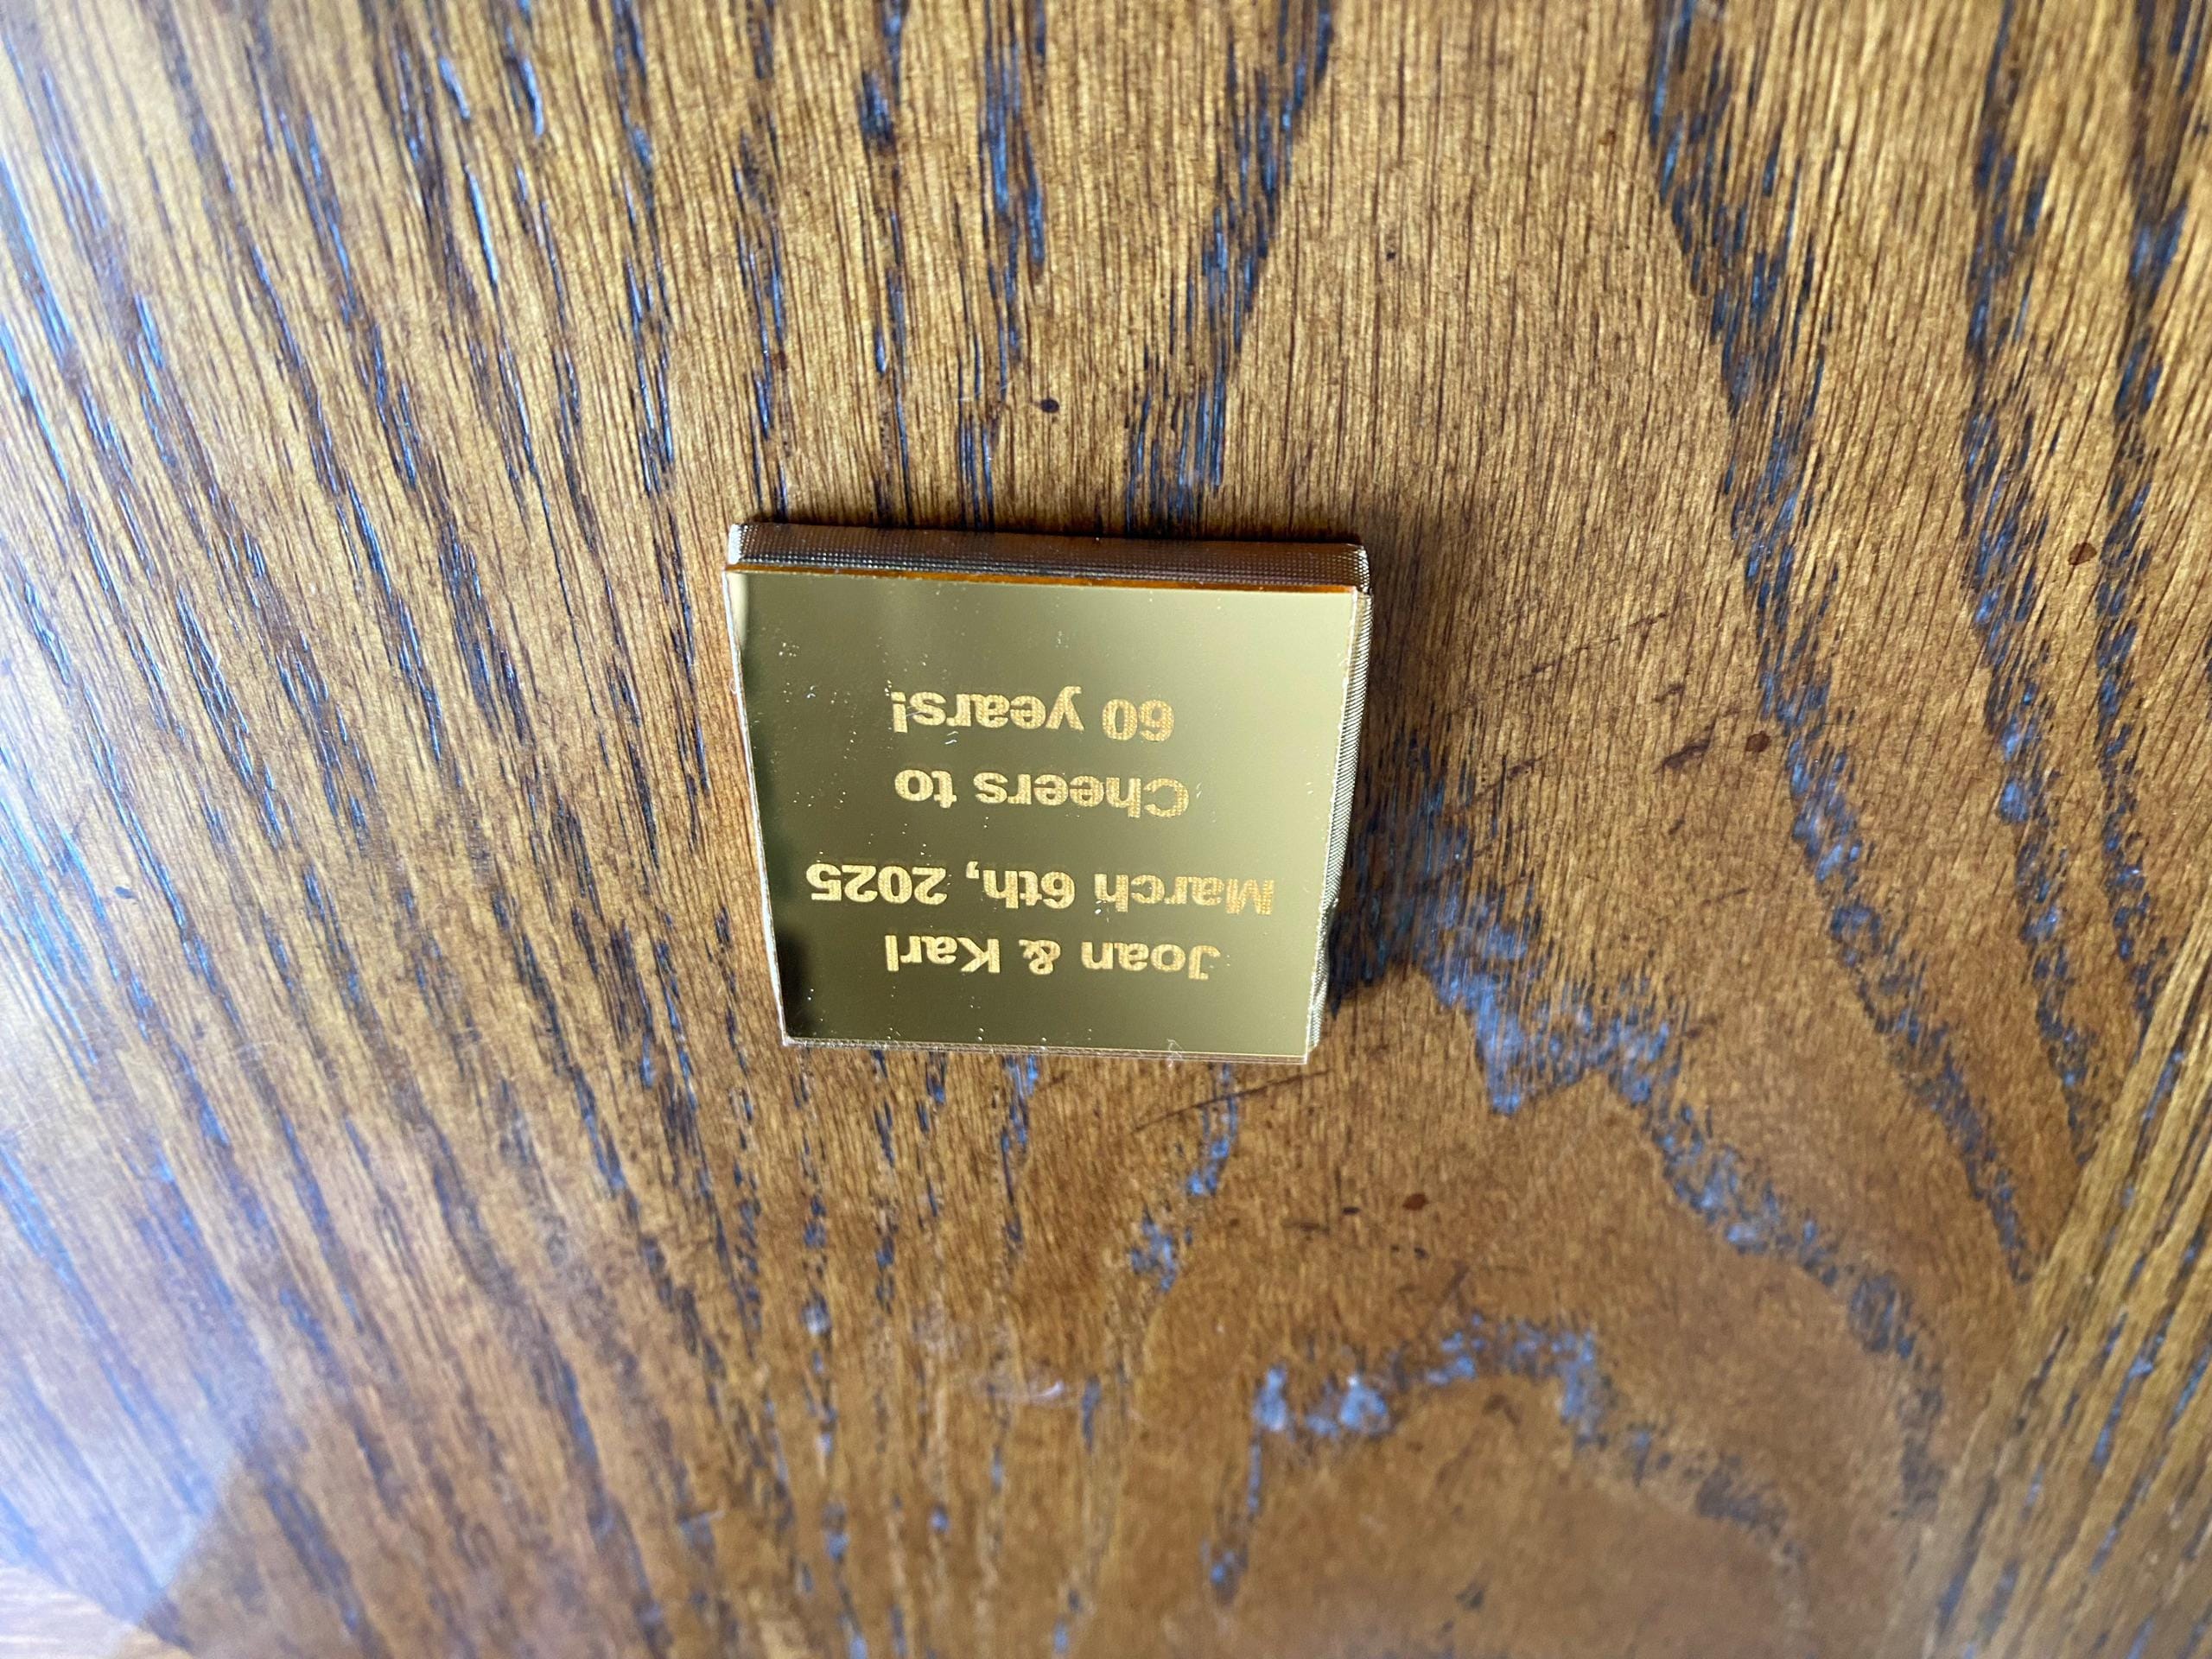 Joan & Karl
March 6th, 2025
Cheers to
60 years!